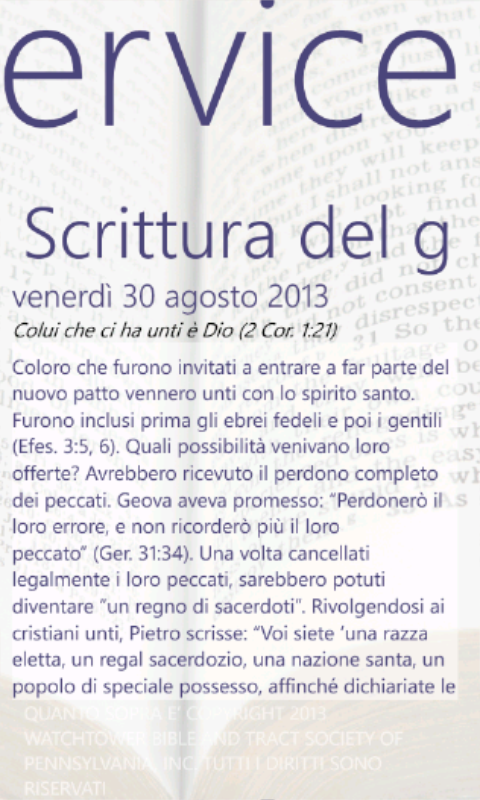 ervice
Scrittura del g
venerdì 30 agosto 2013
Colui che ci ha unti è Dio (2 Cor. 1:21)
Coloro che furono invitati a entrare a far parte del
nuovo patto vennero unti con lo spirito santo.
Furono inclusi prima gli ebrei fedeli e poi i gentili
(Efes. 3:5, 6). Quali possibilità venivano loro
offerte? Avrebbero ricevuto il perdono completo
dei peccati. Geova aveva promesso: “Perdonerò il
loro errore, e non ricorderò più il loro
peccato” (Ger. 31:34). Una volta cancellati
legalmente i loro peccati, sarebbero potuti
diventare “un regno di sacerdoti”. Rivolgendosi ai
cristiani unti, Pietro scrisse: “Voi siete ‘una razza
eletta, un regal sacerdozio, una nazione santa, un
popolo di speciale possesso, affinché dichiariate le
QUANTO SOPRA E' COPYRIGHT 2013
WATCHTOWER BIBLE AND TRACT SOCIETY OF
PENNSYLVANIA, INC. TUTTI I DIRITTI SONO
RISERVATI